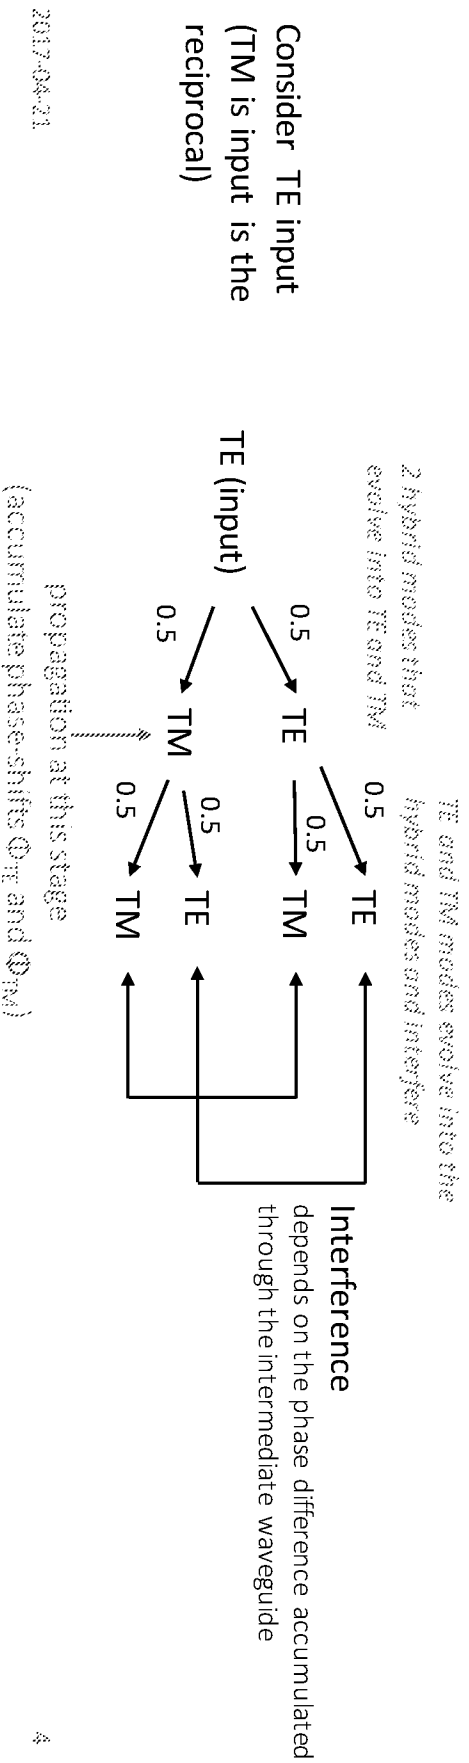 Consider TE input
(TM is input is the
reciprocal)
2 hybrid modes that
evolve into TE and TM
TE and TM modes evolve into the
hybrid modes and interfere
TE (input)
0.5
0.5
TE
TM
0.5
0.5
0.5
0.5
TE
TM
TE
TM
propagation at this stage
(accumulate phase-shifts ΦTE and ΦTM)
Interference
depends on the phase difference accumulated
through the intermediate waveguide
2017-04-21
4